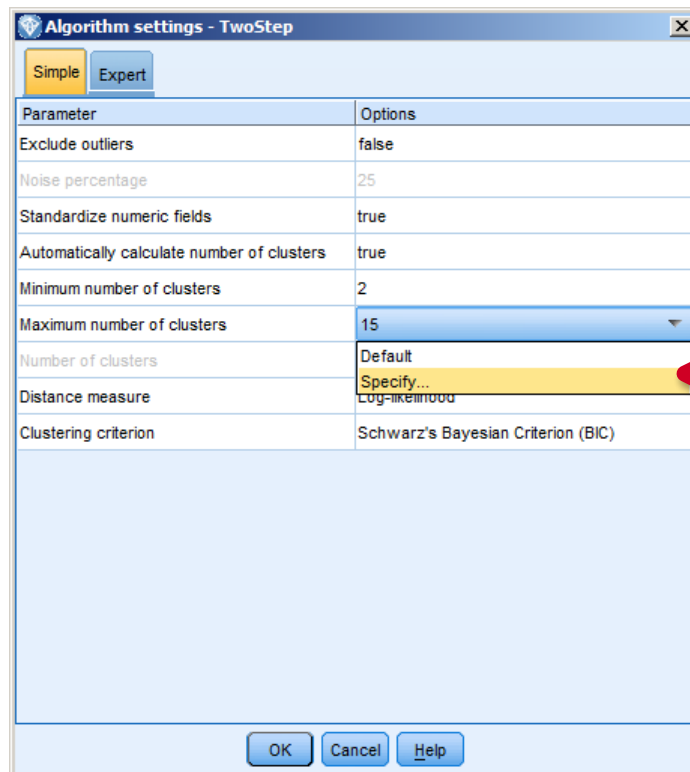 Algorithm settings - TwoStep
Simple Expert
Parameter Options
Exclude outliers false
Noise percentage 25
Standardize numeric fields true
Automatically calculate number of clusters true
Minimum number of clusters 2
Maximum number of clusters 15
Number of clusters Default
Specify...
Distance measure Log-likelihood
Clustering criterion Schwarz's Bayesian Criterion (BIC)
OK Cancel Help